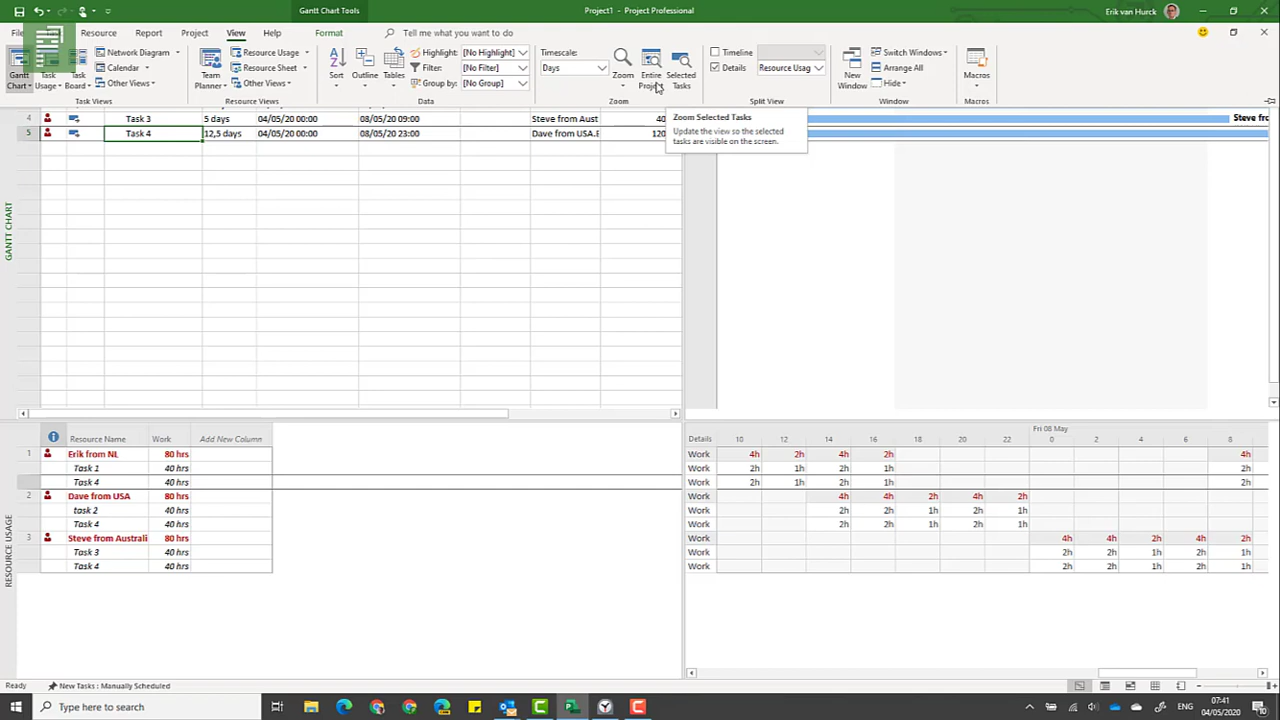 Gantt Chart Tools
Project1 - Project Professional
Erik van Hurck
File
Resource
Project
Report
View
Help
Format
Tell me what you want to do
Gantt Chart
Task Usage
Task Board
Network Diagram
Calendar
Other Views
Task Views
Team Planner
Resource Usage
Resource Sheet
Other Views
Resource Views
Sort
Outline
Tables
Highlight: [No Highlight]
Filter: [No Filter]
Group by: [No Group]
Data
Timescale:
Days
Zoom
Entire Project
Selected Tasks
Zoom
Timeline
Details
Resource Usag
Split View
New Window
Switch Windows
Arrange All
Hide
Window
Macros
Macros
Zoom Selected Tasks
Update the view so the selected
tasks are visible on the screen.
4 Task 3 5 days 04/05/20 00:00 08/05/20 09:00 Steve from Aust 40
5 Task 4 12,5 days 04/05/20 00:00 08/05/20 23:00 Dave from USA.E 120
Steve fro
GANTT CHART
Resource Name Work Add New Column
1 Erik from NL 80 hrs
Task 1 40 hrs
Task 4 40 hrs
2 Dave from USA 80 hrs
task 2 40 hrs
Task 4 40 hrs
3 Steve from Australi 80 hrs
Task 3 40 hrs
Task 4 40 hrs
RESOURCE USAGE
Fri 08 May
Details 10 12 14 16 18 20 22 0 2 4 6 8
Work 4h 2h 4h 2h 4h
Work 2h 1h 2h 1h 2h
Work 2h 1h 2h 1h 2h
Work 4h 4h 2h 4h 2h
Work 2h 2h 1h 2h 1h
Work 2h 2h 1h 2h 1h
Work 4h 4h 2h 4h 2h
Work 2h 2h 1h 2h 1h
Work 2h 2h 1h 2h 1h
Ready New Tasks : Manually Scheduled
Type here to search
ENG
07:41
04/05/2020